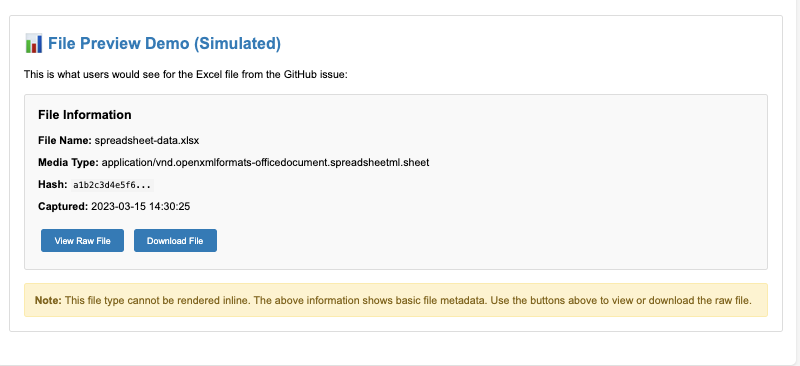 File Preview Demo (Simulated)
This is what users would see for the Excel file from the GitHub issue:
File Information
File Name: spreadsheet-data.xlsx
Media Type: application/vnd.openxmlformats-officedocument.spreadsheetml.sheet
Hash: a1b2c3d4e5f6...
Captured: 2023-03-15 14:30:25
View Raw File Download File
Note: This file type cannot be rendered inline. The above information shows basic file metadata. Use the buttons above to view or download the raw file.